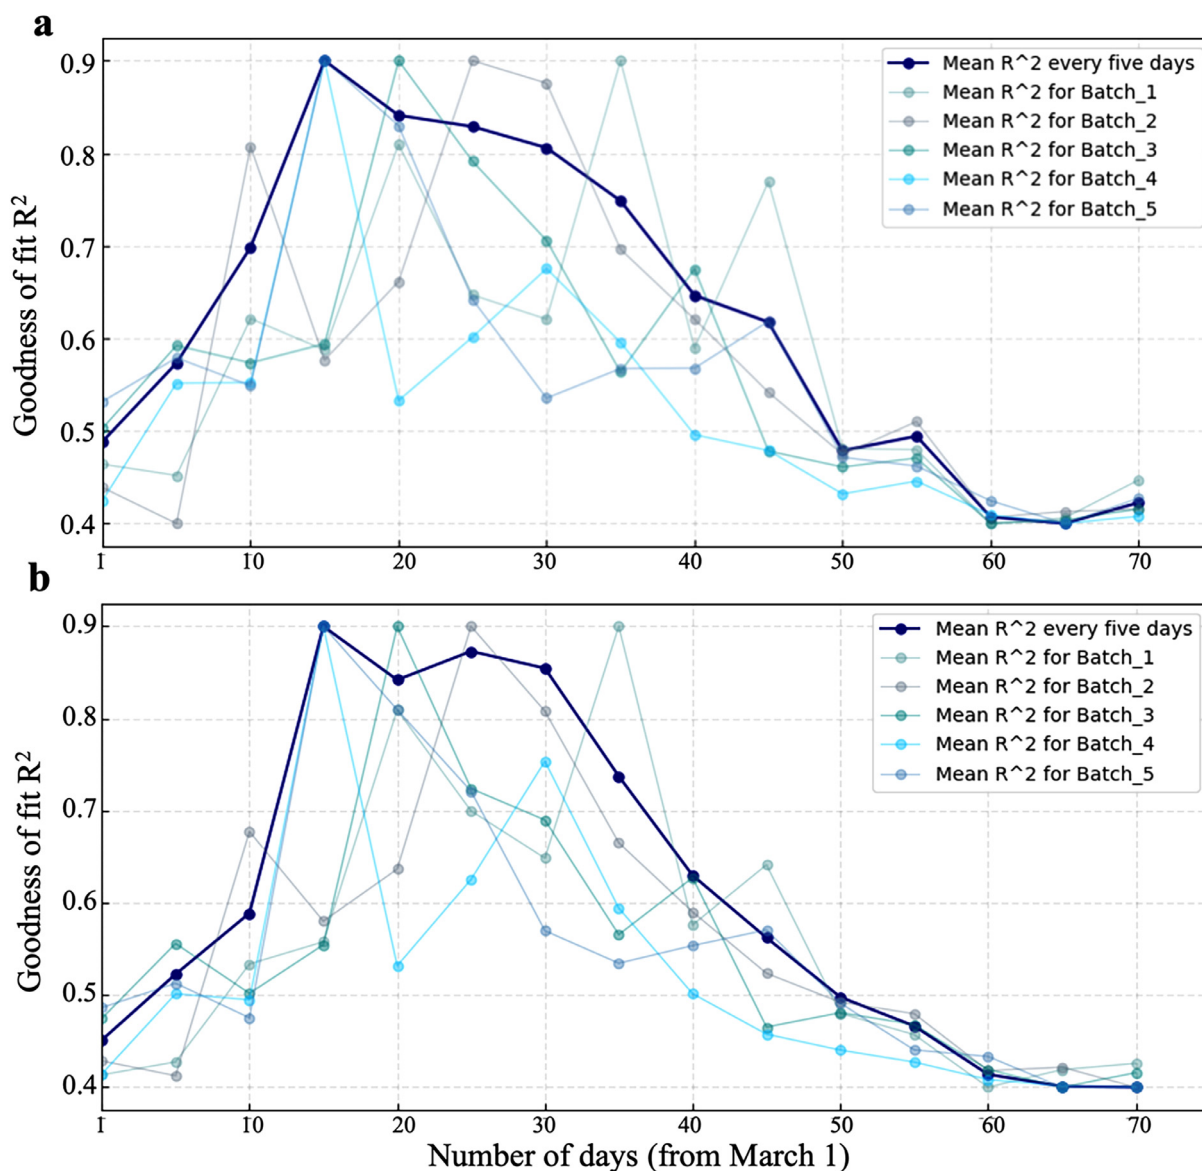 a
0.9
0.8
0.7
0.6
0.5
0.4
Goodness of fit R²
Mean R^2 every five days
Mean R^2 for Batch_1
Mean R^2 for Batch_2
Mean R^2 for Batch_3
Mean R^2 for Batch_4
Mean R^2 for Batch_5
1 10 20 30 40 50 60 70
b
0.9
0.8
0.7
0.6
0.5
0.4
Goodness of fit R²
Mean R^2 every five days
Mean R^2 for Batch_1
Mean R^2 for Batch_2
Mean R^2 for Batch_3
Mean R^2 for Batch_4
Mean R^2 for Batch_5
1 10 20 30 40 50 60 70
Number of days (from March 1)